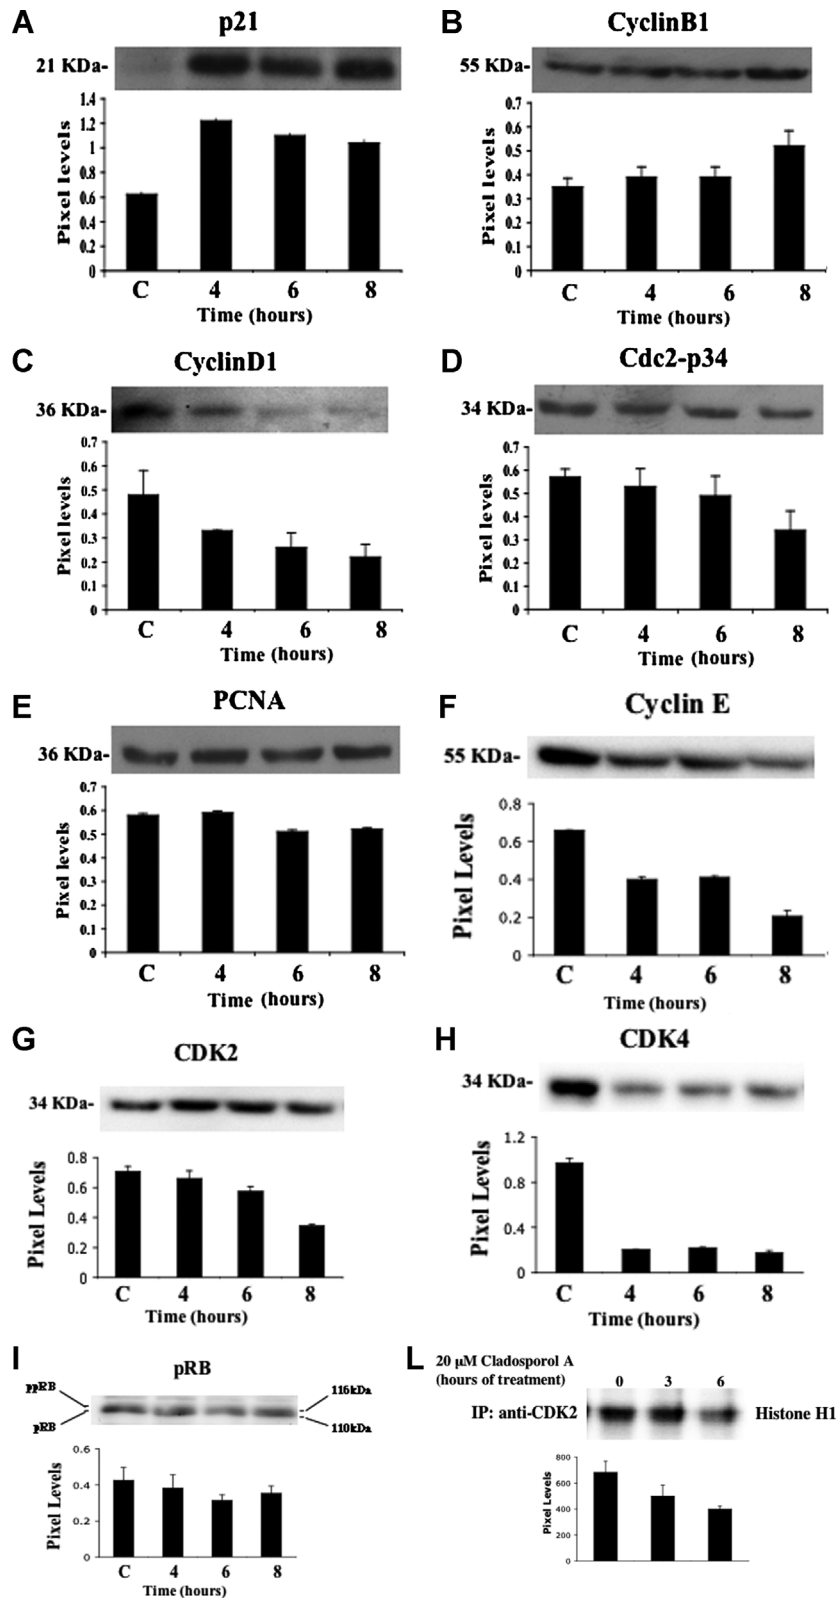 A
p21
21 KDa-
1.4
1.2
1
0.8
0.6
0.4
0.2
0
Pixel levels
C 4 6 8
Time (hours)
B
CyclinB1
55 KDa-
0.7
0.6
0.5
0.4
0.3
0.2
0.1
0
Pixel levels
C 4 6 8
Time (hours)
C
CyclinD1
36 KDa-
0.7
0.6
0.5
0.4
0.3
0.2
0.1
0
Pixel levels
C 4 6 8
Time (hours)
D
Cdc2-p34
34 KDa-
0.7
0.6
0.5
0.4
0.3
0.2
0.1
0
Pixel levels
C 4 6 8
Time (hours)
E
PCNA
36 KDa-
0.7
0.6
0.5
0.4
0.3
0.2
0.1
0
Pixel levels
C 4 6 8
Time (hours)
F
Cyclin E
55 KDa-
0.8
0.6
0.4
0.2
0
Pixel Levels
C 4 6 8
Time (hours)
G
CDK2
34 KDa-
0.8
0.6
0.4
0.2
0
Pixel Levels
C 4 6 8
Time (hours)
H
CDK4
34 KDa-
1.2
0.8
0.4
0
Pixel Levels
C 4 6 8
Time (hours)
I
pRB
ppRB
pRB
116kDa
110kDa
0.6
0.4
0.2
0
Pixel Levels
C 4 6 8
Time (hours)
L
20 µM Cladosporol A
(hours of treatment) 0 3 6
IP: anti-CDK2 Histone H1
800
600
400
200
0
Pixel Levels